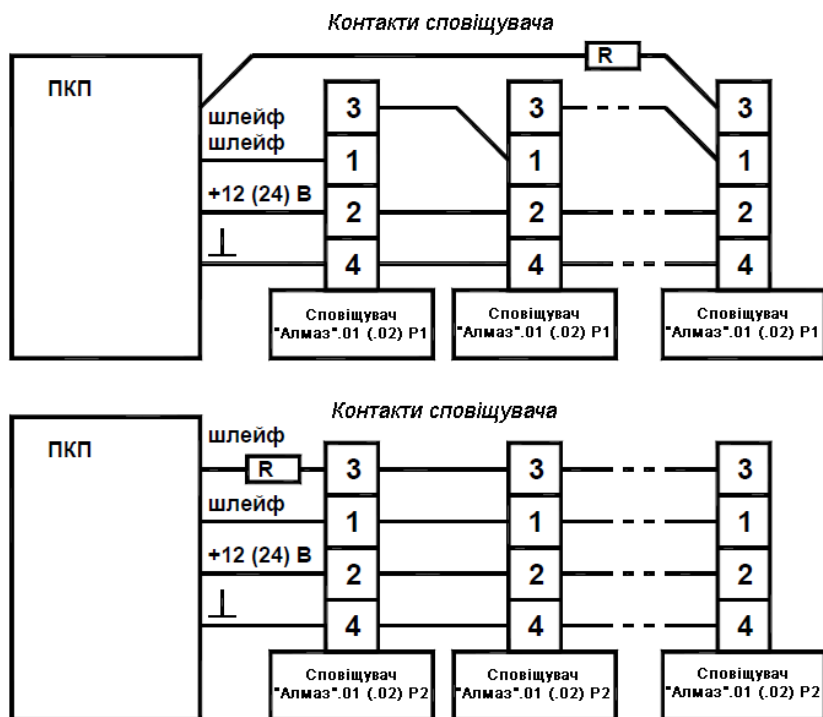 Контакти сповіщувача
R
ПКП
3 3 3
шлейф
шлейф
1 1 1
+12 (24) В
2 2 2
4 4 4
Сповіщувач Сповіщувач Сповіщувач
"Алмаз".01 (.02) Р1 "Алмаз".01 (.02) Р1 "Алмаз".01 (.02) Р1
Контакти сповіщувача
шлейф
ПКП
R
3 3 3
шлейф
1 1 1
+12 (24) В
2 2 2
4 4 4
Сповіщувач Сповіщувач Сповіщувач
"Алмаз".01 (.02) Р2 "Алмаз".01 (.02) Р2 "Алмаз".01 (.02) Р2